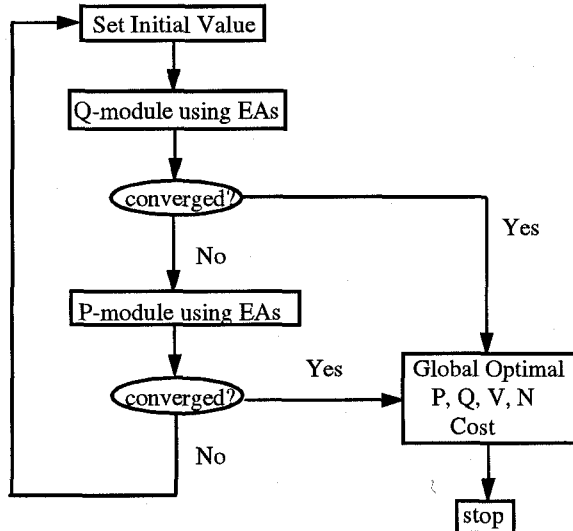 Set Initial Value
Q-module using EAs
converged?
Yes
No
P-module using EAs
Yes
converged?
Global Optimal
P, Q, V, N
Cost
No
stop